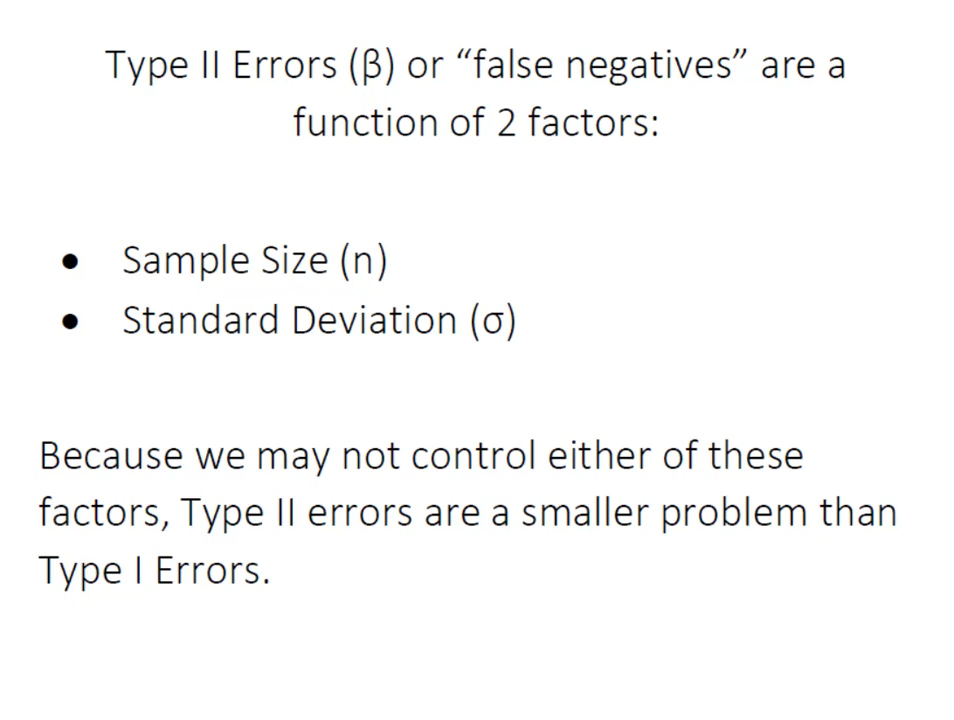 Type II Errors (β) or “false negatives” are a
function of 2 factors:
● Sample Size (n)
● Standard Deviation (σ)
Because we may not control either of these
factors, Type II errors are a smaller problem than
Type I Errors.